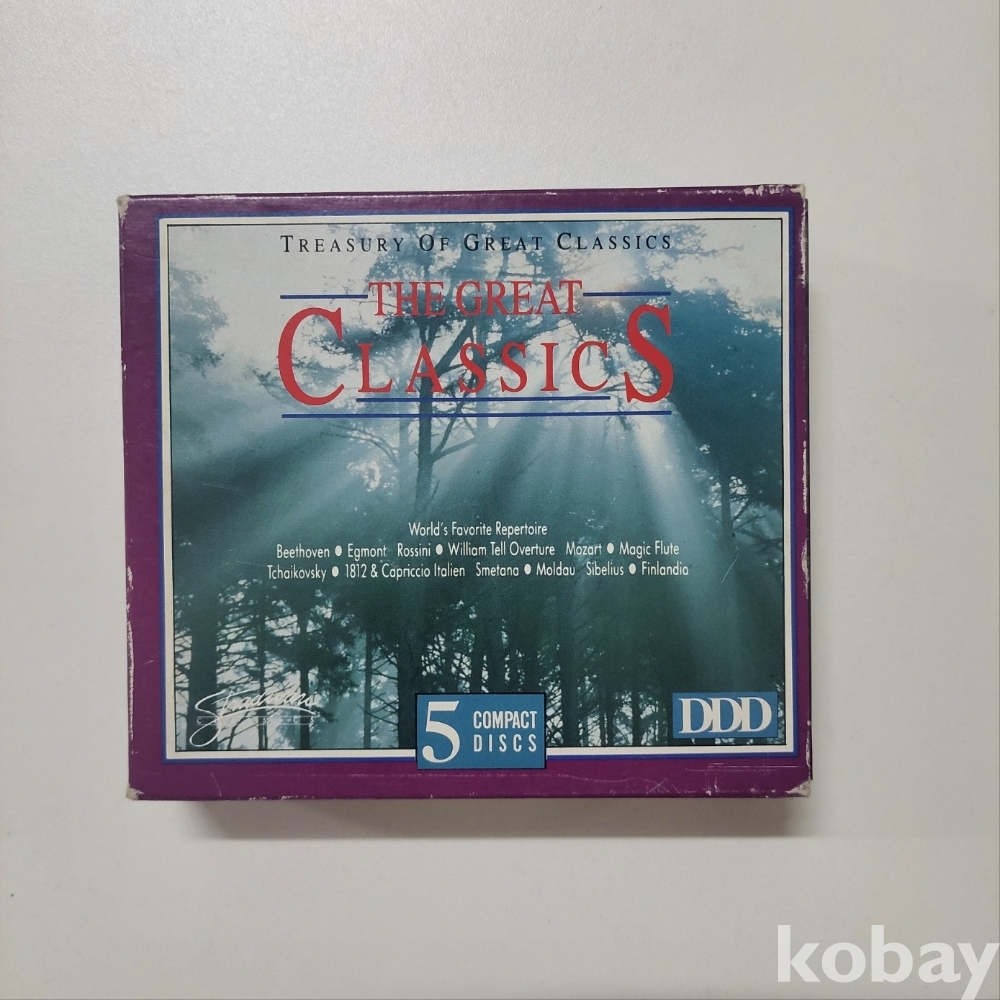 TREASURY OF GREAT CLASSICS
THE GREAT
CLASSICS
World's Favorite Repertoire
Beethoven ● Egmont Rossini ● William Tell Overture Mozart ● Magic Flute
Tchaikovsky ● 1812 & Capriccio Italien Smetana ● Moldau Sibelius ● Finlandia
5 COMPACT
DISCS
DDD
kobay